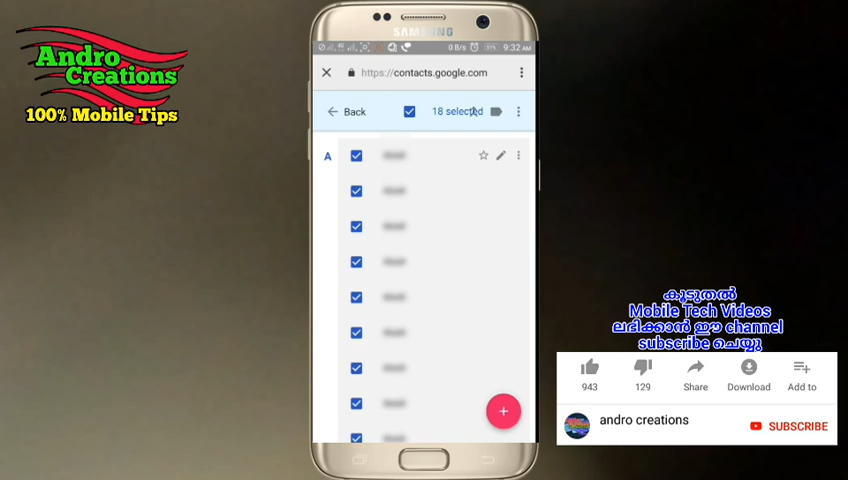 Andro
Creations
100% Mobile Tips
SAMSUNG
0 B/s 9:32 AM
https://contacts.google.com
Back 18 selected
A
കൂടുതൽ
Mobile Tech Videos
ലഭിക്കാൻ ഈ channel
subscribe ചെയ്യു
943 129 Share Download Add to
andro creations SUBSCRIBE